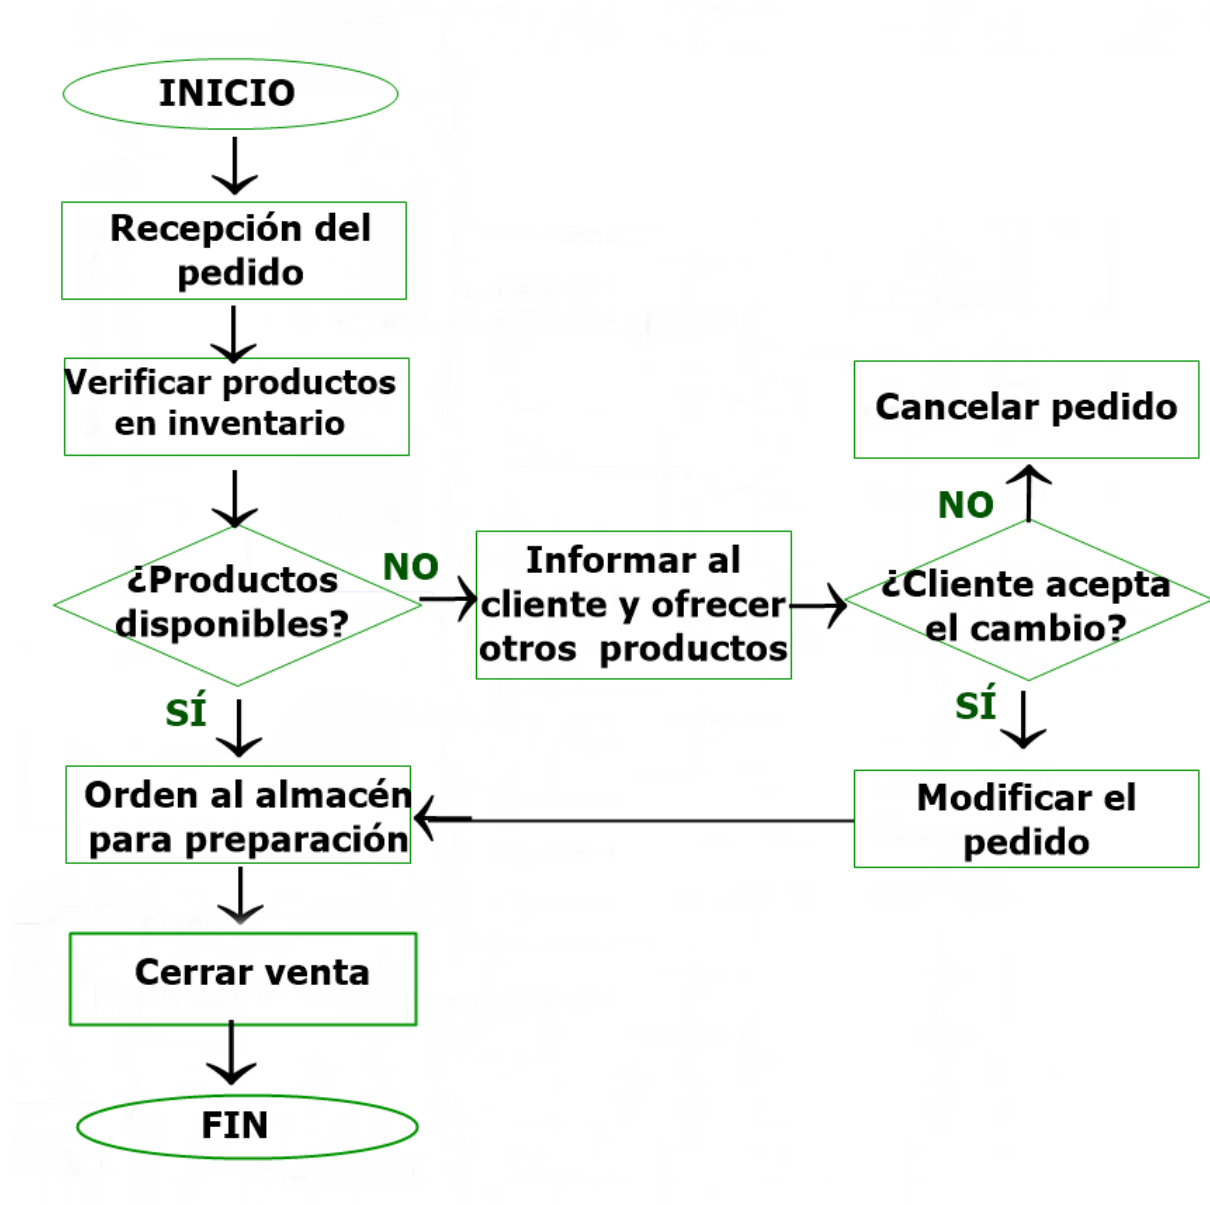 INICIO
Recepción del
pedido
Verificar productos
en inventario
¿Productos
disponibles?
NO
Informar al
cliente y ofrecer
otros productos
¿Cliente acepta
el cambio?
NO
Cancelar pedido
SÍ
Modificar el
pedido
SÍ
Orden al almacén
para preparación
Cerrar venta
FIN